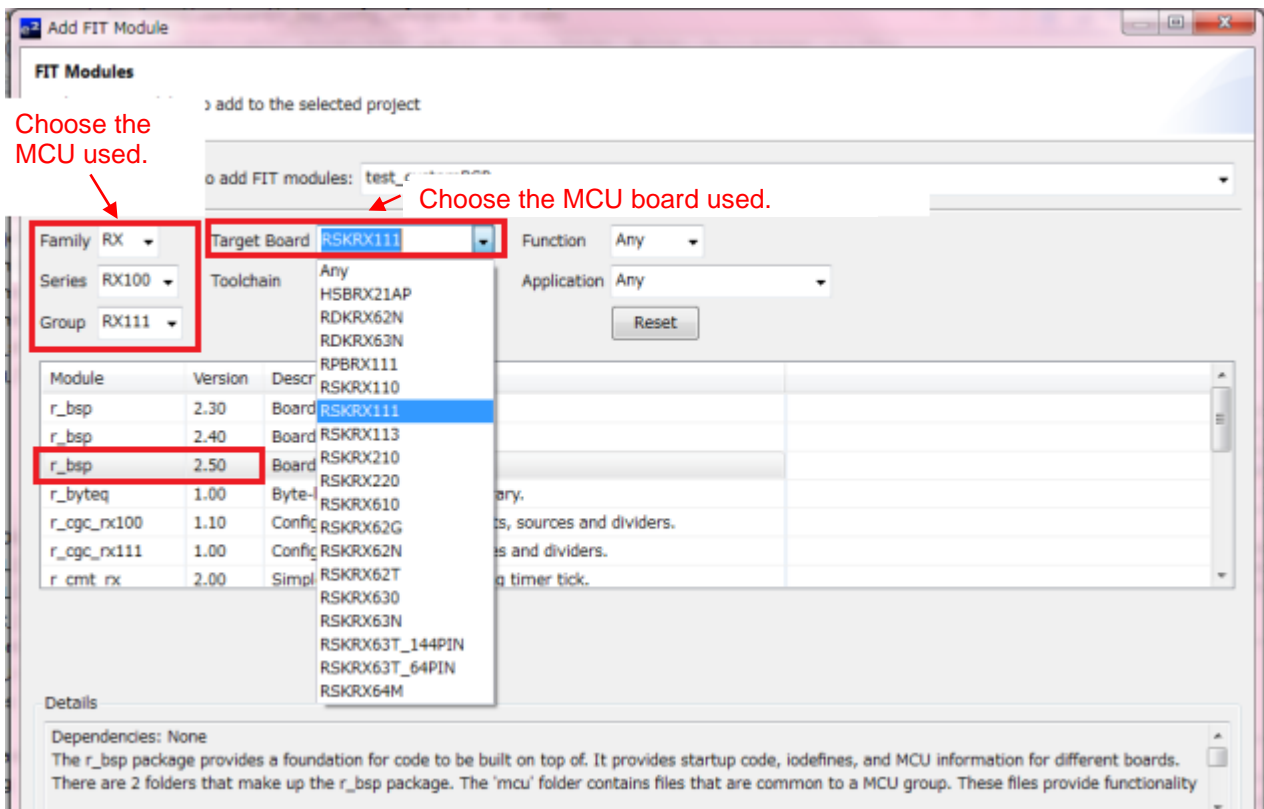 e² Add FIT Module
FIT Modules
to add to the selected project
Choose the
MCU used.
to add FIT modules: test_customBSP
Choose the MCU board used.
Family RX Target Board RSKRX111 Function Any
Series RX100 Toolchain Application Any
Group RX111 Reset
Any
HSBRX21AP
RDKRX62N
RDKRX63N
RPBRX111
RSKRX110
RSKRX111
RSKRX113
RSKRX210
RSKRX220
RSKRX610
RSKRX62G
RSKRX62N
RSKRX62T
RSKRX630
RSKRX63N
RSKRX63T_144PIN
RSKRX63T_64PIN
RSKRX64M
Module Version Descr
r_bsp 2.30 Board
r_bsp 2.40 Board
r_bsp 2.50 Board
r_byteq 1.00 Byte- ary.
r_cgc_rx100 1.10 Config ts, sources and dividers.
r_cgc_rx111 1.00 Config es and dividers.
r_cmt_rx 2.00 Simpl g timer tick.
Details
Dependencies: None
The r_bsp package provides a foundation for code to be built on top of. It provides startup code, iodefines, and MCU information for different boards.
There are 2 folders that make up the r_bsp package. The 'mcu' folder contains files that are common to a MCU group. These files provide functionality